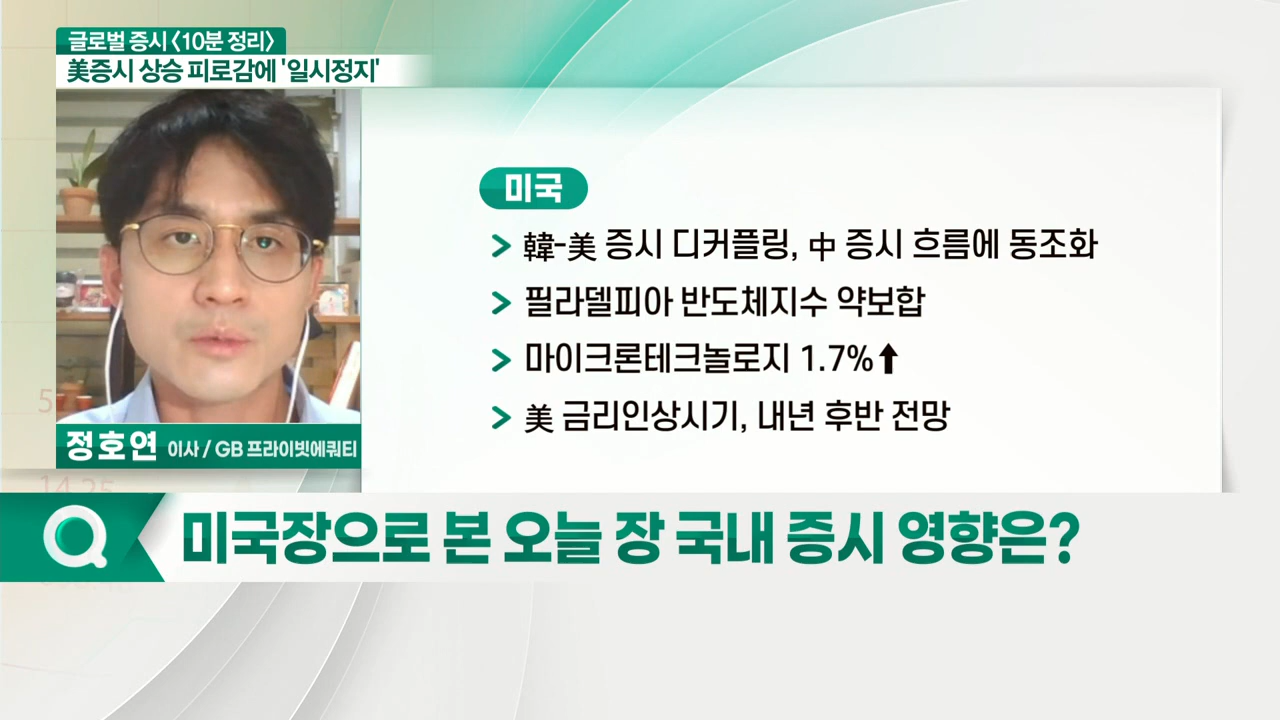 글로벌 증시 <10분 정리>
美증시 상승 피로감에 '일시정지'
미국
> 韓-美 증시 디커플링, 中 증시 흐름에 동조화
> 필라델피아 반도체지수 약보합
> 마이크론테크놀로지 1.7%⬆
> 美 금리인상시기, 내년 후반 전망
정호연 이사 / GB 프라이빗에쿼티
Q 미국장으로 본 오늘 장 국내 증시 영향은?